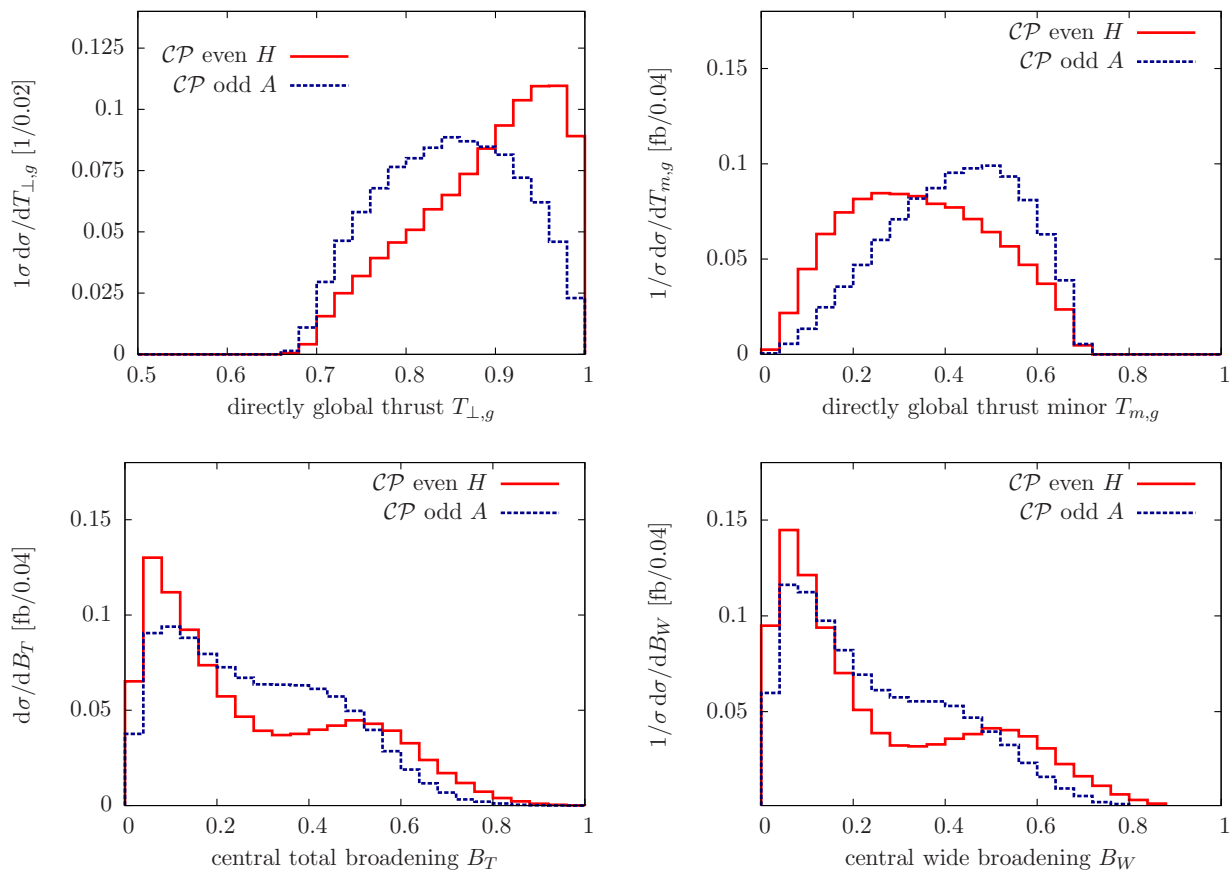 1σ dσ/dT⊥,g [1/0.02]
0.125
0.1
0.075
0.05
0.025
0
CP even H
CP odd A
0.5 0.6 0.7 0.8 0.9 1
directly global thrust T⊥,g
1/σ dσ/dTm,g [fb/0.04]
0.15
0.1
0.05
0
CP even H
CP odd A
0 0.2 0.4 0.6 0.8 1
directly global thrust minor Tm,g
dσ/dBT [fb/0.04]
0.15
0.1
0.05
0
CP even H
CP odd A
0 0.2 0.4 0.6 0.8 1
central total broadening BT
1/σ dσ/dBW [fb/0.04]
0.15
0.1
0.05
CP even H
CP odd A
0 0.2 0.4 0.6 0.8 1
central wide broadening BW